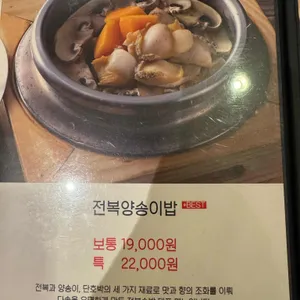 전복양송이밥 +BEST
보통 19,000원
특 22,000원
전복과 양송이, 단호박의 세 가지 재료로 맛과 향의 조화를 이뤄